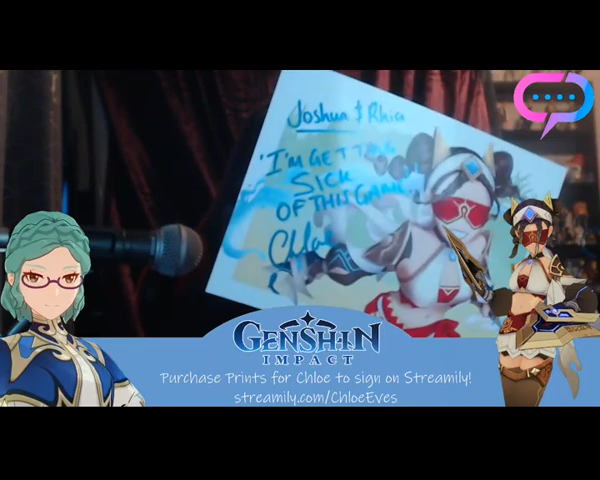 Joshua & Rhia
"I'M GETTING
SICK
OF THIS GAME"
Chloe
GENSHIN
IMPACT
Purchase Prints for Chloe to sign on Streamily!
streamily.com/ChloeEves